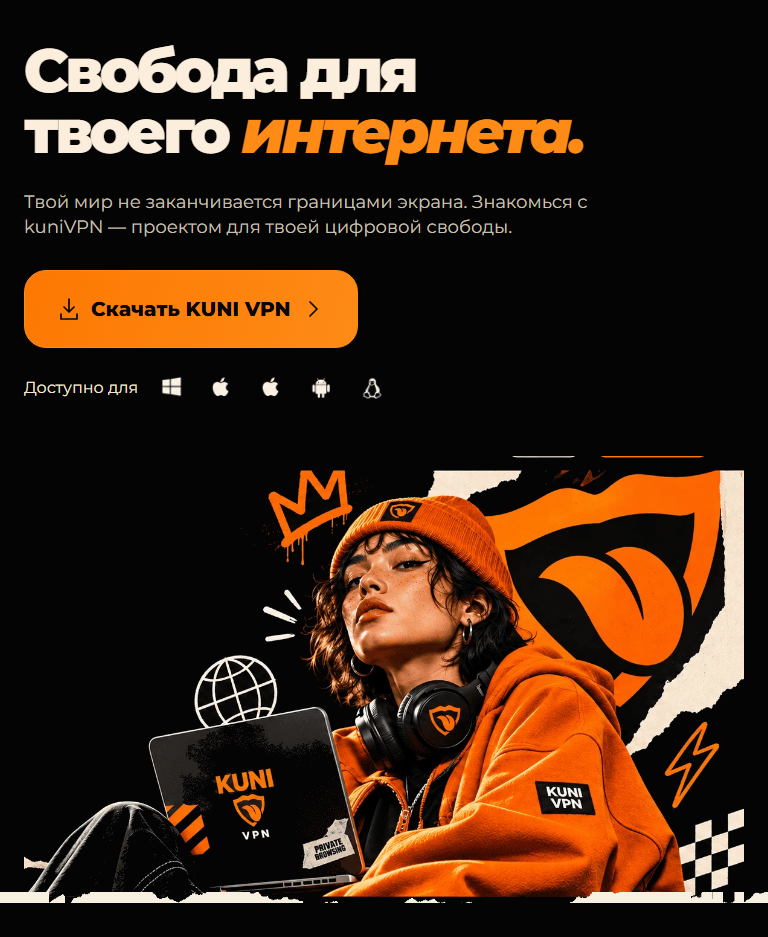 Свобода для
твоего интернета.
Твой мир не заканчивается границами экрана. Знакомься с
kuniVPN — проектом для твоей цифровой свободы.
Скачать KUNI VPN
Доступно для
KUNI
VPN
PRIVATE
BROWSING
KUNI
VPN